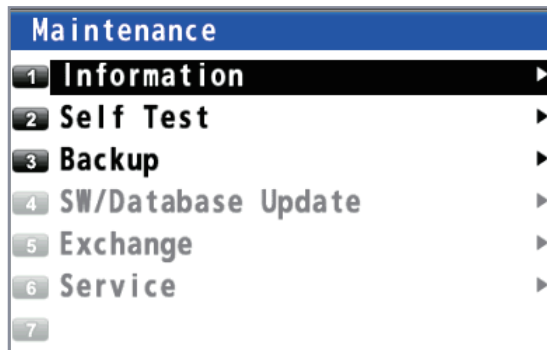 Maintenance
1 Information
2 Self Test
3 Backup
4 SW/Database Update
5 Exchange
6 Service
7